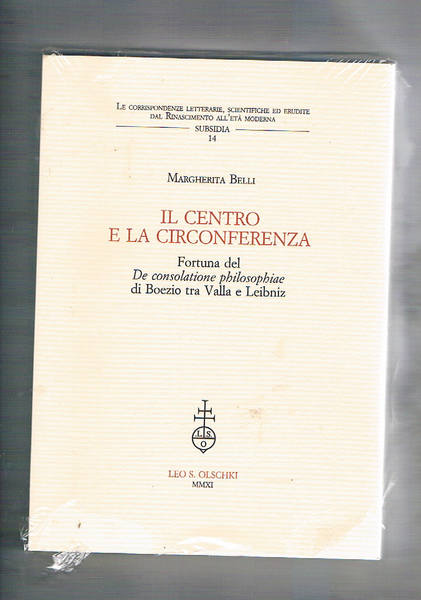 LE CORRISPONDENZE LETTERARIE, SCIENTIFICHE ED ERUDITE
DAL RINASCIMENTO ALL'ETÀ MODERNA
SUBSIDIA
14
MARGHERITA BELLI
IL CENTRO
E LA CIRCONFERENZA
Fortuna del
De consolatione philosophiae
di Boezio tra Valla e Leibniz
L S
O
LEO S. OLSCHKI
MMXI